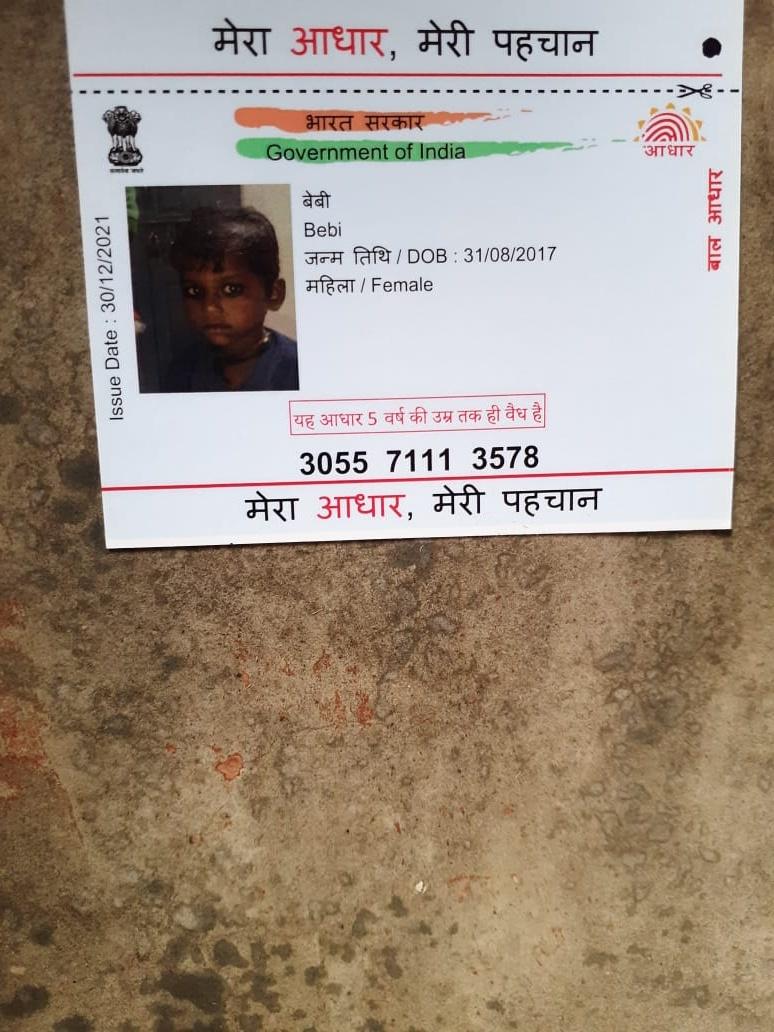 मेरा आधार, मेरी पहचान
भारत सरकार
Government of India
आधार
बाल आधार
Issue Date : 30/12/2021
बेबी
Bebi
जन्म तिथि / DOB : 31/08/2017
महिला / Female
यह आधार 5 वर्ष की उम्र तक ही वैध है
3055 7111 3578
मेरा आधार, मेरी पहचान